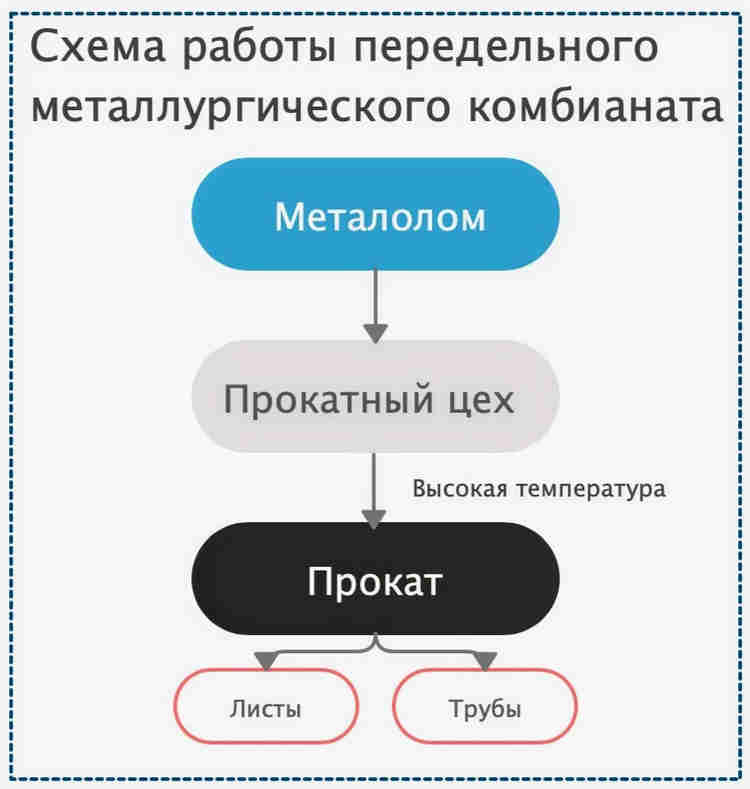 Схема работы передельного
металлургического комбианата
Металолом
Прокатный цех
Высокая температура
Прокат
Листы
Трубы